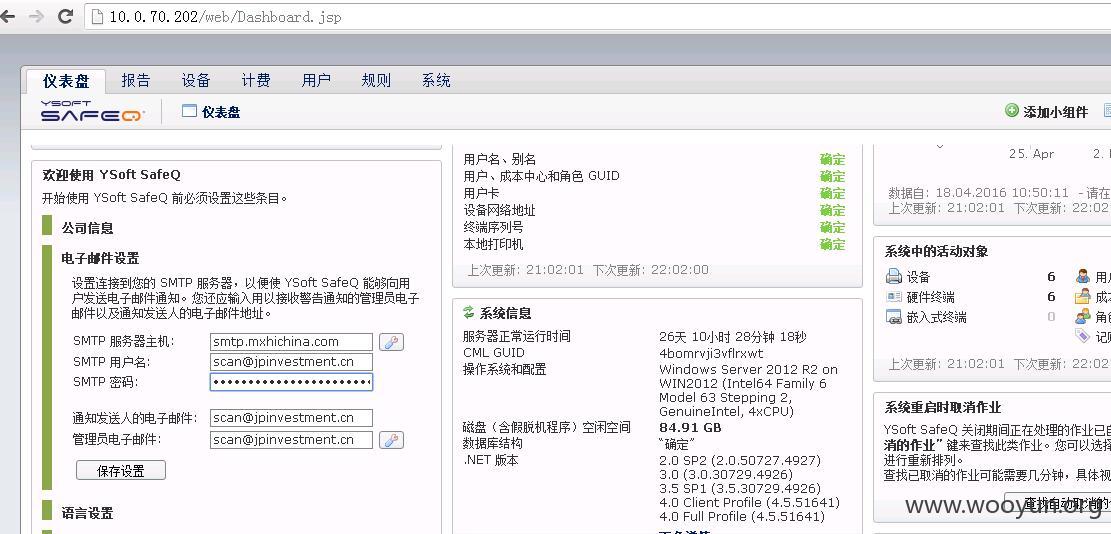 10.0.70.202/web/Dashboard.jsp
仪表盘 报告 设备 计费 用户 规则 系统
YSOFT SAFEQ 仪表盘 添加小组件
欢迎使用 YSoft SafeQ
开始使用 YSoft SafeQ 前必须设置这些条目。
公司信息
电子邮件设置
设置连接到您的 SMTP 服务器，以便使 YSoft SafeQ 能够向用
户发送电子邮件通知。您还应输入用以接收警告通知的管理员电子
邮件以及通知发送人的电子邮件地址。
SMTP 服务器主机： smtp.mxhichina.com
SMTP 用户名： scan@jpinvestment.cn
SMTP 密码：
通知发送人的电子邮件： scan@jpinvestment.cn
管理员电子邮件： scan@jpinvestment.cn
保存设置
语言设置
用户名、别名 确定
用户、成本中心和角色 GUID 确定
用户卡 确定
设备网络地址 确定
终端序列号 确定
本地打印机 确定
上次更新：21:02:01 下次更新：22:02:00
系统信息
服务器正常运行时间 26天 10小时 28分钟 18秒
CML GUID 4bomrvji3vflrxwt
操作系统和配置 Windows Server 2012 R2 on
WIN2012 (Intel64 Family 6
Model 63 Stepping 2,
GenuineIntel, 4xCPU)
磁盘（含假脱机程序）空闲空间 84.91 GB
数据库结构 “确定”
.NET 版本 2.0 SP2 (2.0.50727.4927)
3.0 (3.0.30729.4926)
3.5 SP1 (3.5.30729.4926)
4.0 Client Profile (4.5.51641)
4.0 Full Profile (4.5.51641)
25. Apr 2.
数据自：18.04.2016 10:50:11 - 请在
上次更新：21:02:01 下次更新：22:02
系统中的活动对象
设备 6 用
硬件终端 6 成
嵌入式终端 0 角色
记
上次更新：21:02:01 下次更新：22:02
系统重启时取消作业
YSoft SafeQ 关闭期间正在处理的作业已自
消的作业”键来查找此类作业。您可以选择
进行重新排列。
查找已取消的作业可能需要几分钟，具体视
查找自动取消的
www.wooyun.org